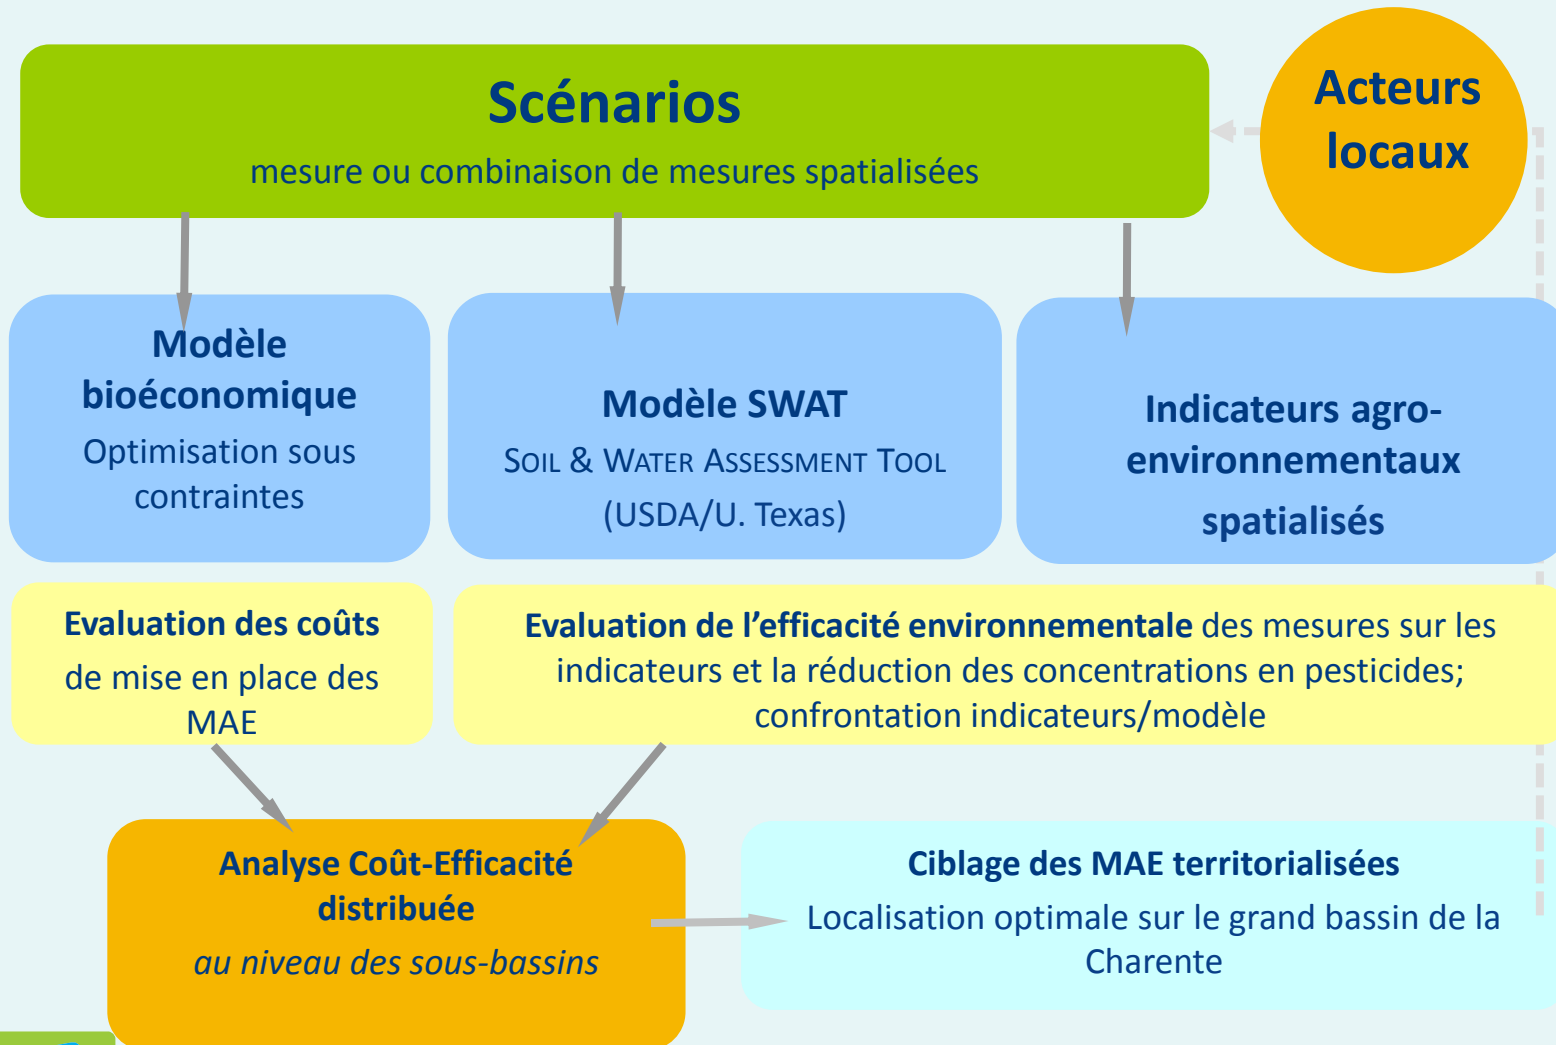 Scénarios
mesure ou combinaison de mesures spatialisées
Acteurs
locaux
Modèle
bioéconomique
Optimisation sous
contraintes
Modèle SWAT
SOIL & WATER ASSESSMENT TOOL
(USDA/U. Texas)
Indicateurs agro-
environnementaux
spatialisés
Evaluation des coûts
de mise en place des
MAE
Evaluation de l’efficacité environnementale des mesures sur les
indicateurs et la réduction des concentrations en pesticides;
confrontation indicateurs/modèle
Analyse Coût-Efficacité
distribuée
au niveau des sous-bassins
Ciblage des MAE territorialisées
Localisation optimale sur le grand bassin de la
Charente